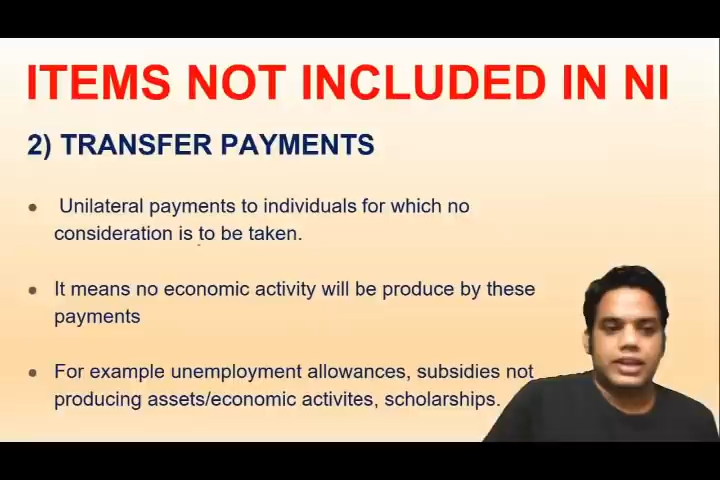 ITEMS NOT INCLUDED IN NI
2) TRANSFER PAYMENTS
● Unilateral payments to individuals for which no
consideration is to be taken.
● It means no economic activity will be produce by these
payments
● For example unemployment allowances, subsidies not
producing assets/economic activites, scholarships.